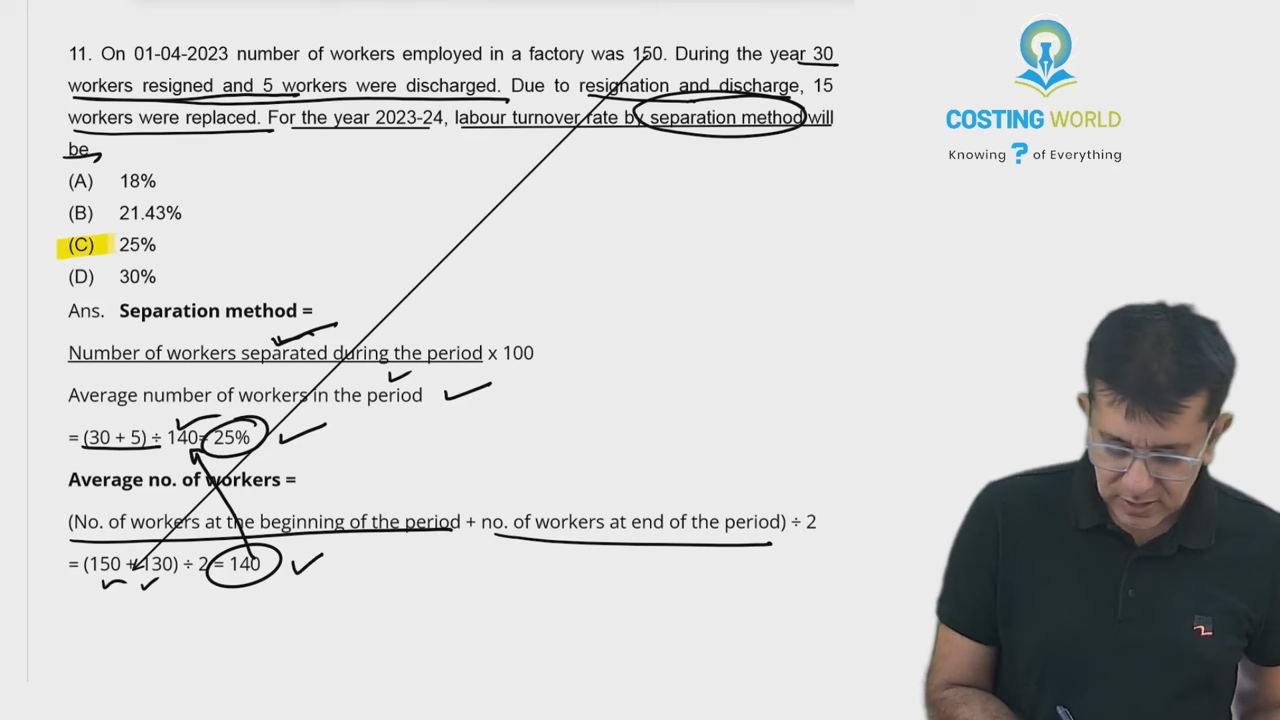 11. On 01-04-2023 number of workers employed in a factory was 150. During the year 30
workers resigned and 5 workers were discharged. Due to resignation and discharge, 15
workers were replaced. For the year 2023-24, labour turnover rate by separation method will
be,
(A) 18%
(B) 21.43%
(C) 25%
(D) 30%
Ans. Separation method =
Number of workers separated during the period x 100
Average number of workers in the period
= (30 + 5) ÷ 140= 25%
Average no. of workers =
(No. of workers at the beginning of the period + no. of workers at end of the period) ÷ 2
= (150 + 130) ÷ 2 = 140
COSTING WORLD
Knowing ? of Everything